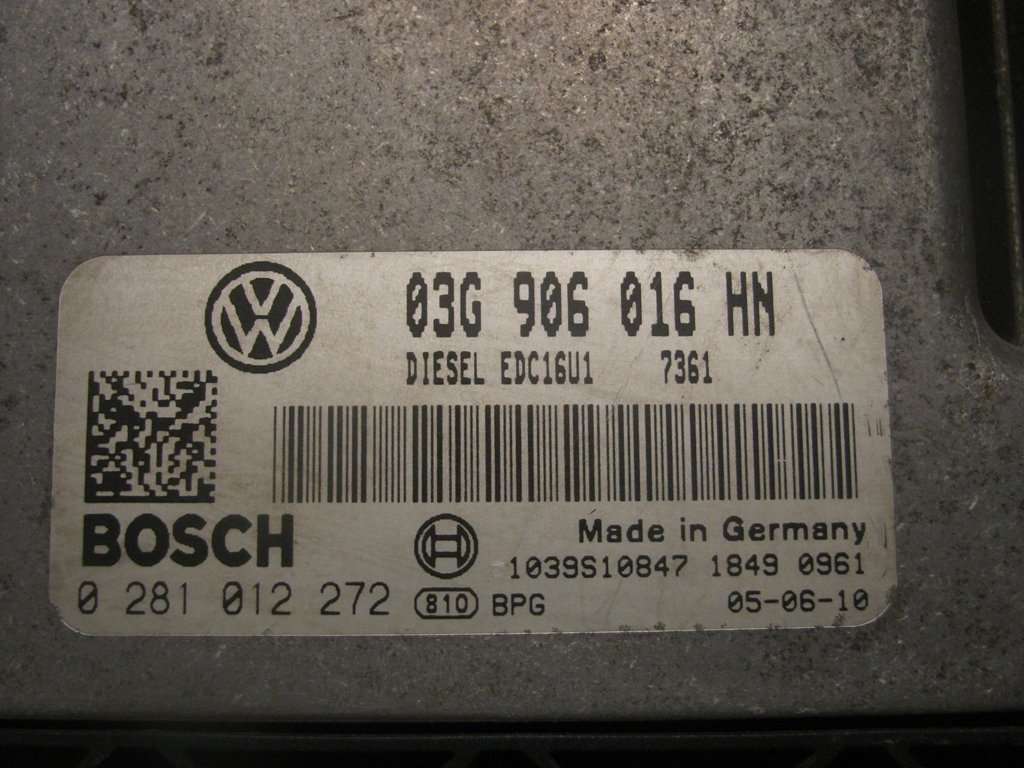 03G 906 016 HN
DIESEL EDC16U1 7361
BOSCH
Made in Germany
1039S10847 1849 0961
0 281 012 272 810 BPG 05-06-10